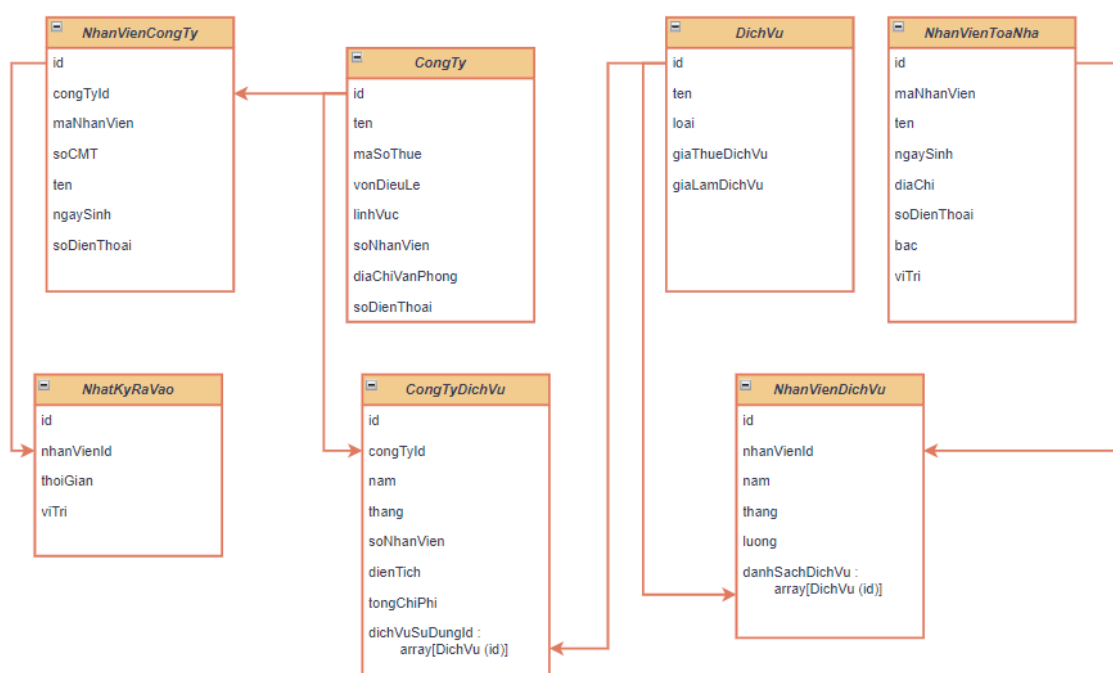 NhanVienCongTy
id
congTyId
maNhanVien
soCMT
ten
ngaySinh
soDienThoai
CongTy
id
ten
maSoThue
vonDieuLe
linhVuc
soNhanVien
diaChiVanPhong
soDienThoai
DichVu
id
ten
loai
giaThueDichVu
giaLamDichVu
NhanVienToaNha
id
maNhanVien
ten
ngaySinh
diaChi
soDienThoai
bac
viTri
NhatKyRaVao
id
nhanVienId
thoiGian
viTri
CongTyDichVu
id
congTyId
nam
thang
soNhanVien
dienTich
tongChiPhi
dichVuSuDungId :
array[DichVu (id)]
NhanVienDichVu
id
nhanVienId
nam
thang
luong
danhSachDichVu :
array[DichVu (id)]